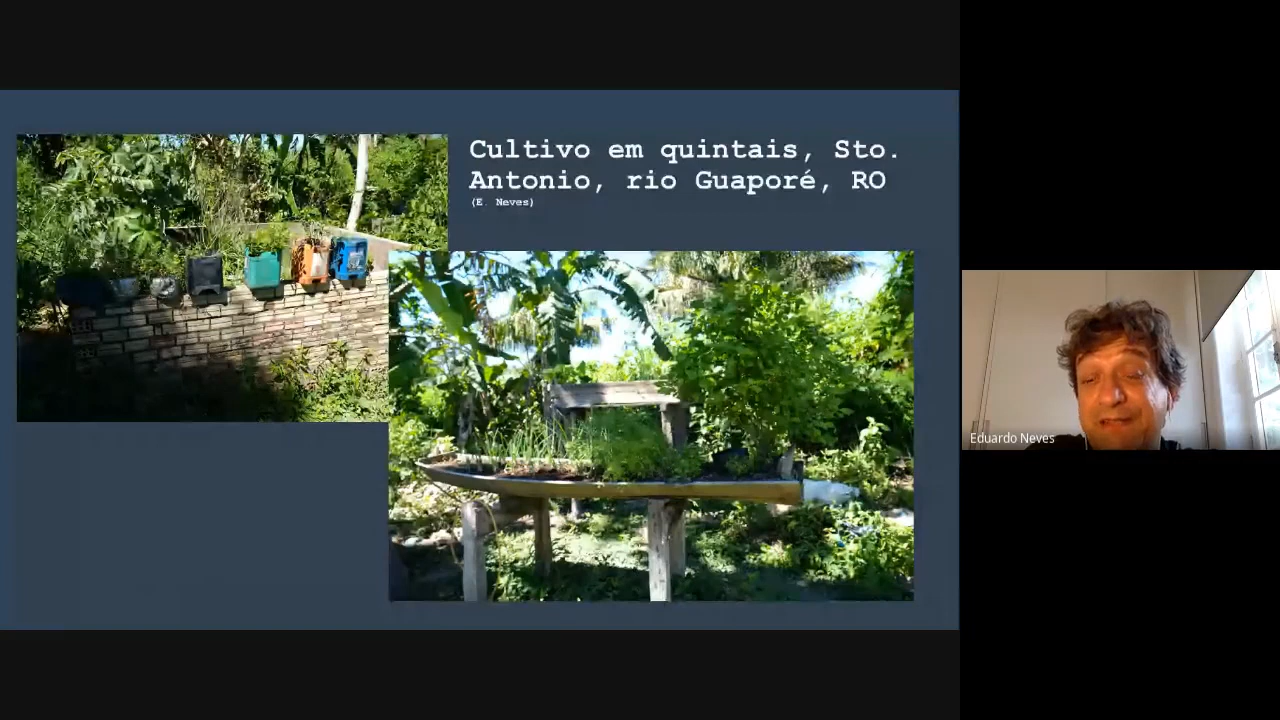 Cultivo em quintais, Sto.
Antonio, rio Guaporé, RO
(E. Neves)
Eduardo Neves